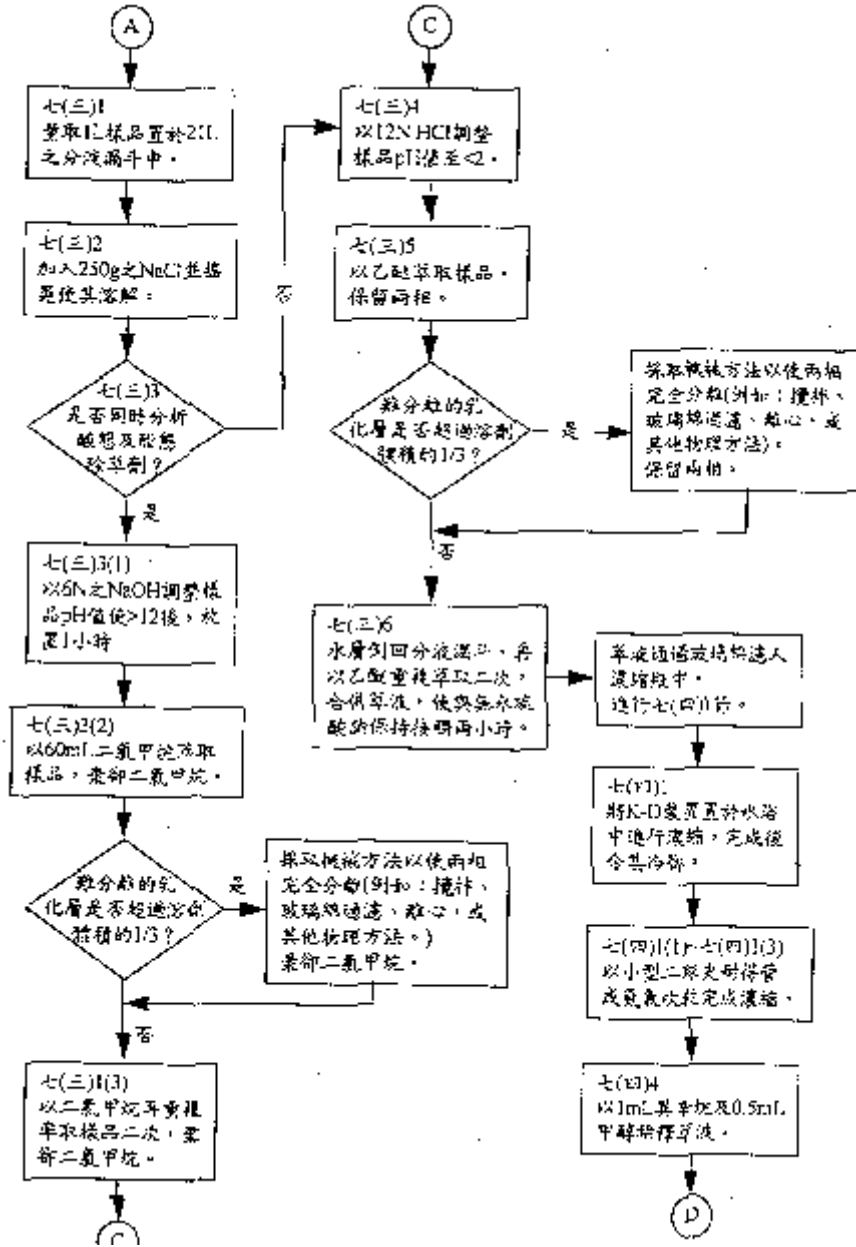 A
七(三)1
量取1L樣品置於2L
之分液漏斗中。
七(三)2
加入250g之NaCl並搖
晃使其溶解。
七(三)3
是否同時分析
酸態及酯態
除草劑?
是
否
七(三)3(1)
以6N之NaOH調整樣
品pH值使>12後,放
置1小時
七(三)3(2)
以60mL二氯甲烷萃取
樣品,棄卻二氯甲烷。
難分離的乳
化層是否超過溶劑
體積的1/3?
是
採取機械方法以使兩相
完全分離(例如:攪拌、
玻璃綿過濾、離心,或
其他物理方法。)
棄卻二氯甲烷。
否
七(三)1(3)
以二氯甲烷再重複
萃取樣品二次,棄
卻二氯甲烷。
C
C
七(三)4
以12N HCl調整
樣品pH值至<2。
七(三)5
以乙醚萃取樣品,
保留兩相。
難分離的乳
化層是否超過溶劑
體積的1/3?
是
採取機械方法以使兩相
完全分離(例如:攪拌、
玻璃綿過濾、離心、或
其他物理方法)。
保留兩相。
否
七(三)6
水層倒回分液漏斗、再
以乙醚重複萃取二次,
合併萃液,使與無水硫
酸鈉保持接觸兩小時。
萃液通過玻璃綿進入
濃縮瓶中。
進行七(四)1節。
七(四)1
將K-D裝置置於水浴
中進行濃縮,完成後
令其冷卻。
七(四)1(1)~七(四)1(3)
以小型二球史耐得管
或氮氣吹拉完成濃縮。
七(四)4
以1mL異辛烷及0.5mL
甲醇稀釋萃液。
D